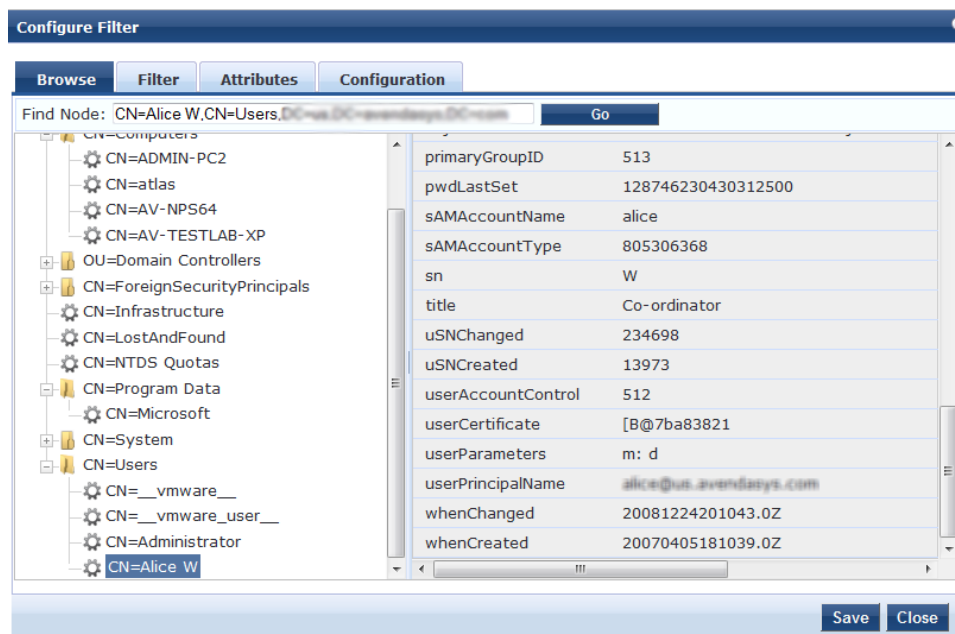 Configure Filter
Browse Filter Attributes Configuration
Find Node: CN=Alice W,CN=Users, Go
CN=Computers
CN=ADMIN-PC2
CN=atlas
CN=AV-NPS64
CN=AV-TESTLAB-XP
OU=Domain Controllers
CN=ForeignSecurityPrincipals
CN=Infrastructure
CN=LostAndFound
CN=NTDS Quotas
CN=Program Data
CN=Microsoft
CN=System
CN=Users
CN=__vmware__
CN=__vmware_user__
CN=Administrator
CN=Alice W
primaryGroupID 513
pwdLastSet 128746230430312500
sAMAccountName alice
sAMAccountType 805306368
sn W
title Co-ordinator
uSNChanged 234698
uSNCreated 13973
userAccountControl 512
userCertificate [B@7ba83821
userParameters m: d
userPrincipalName
whenChanged 20081224201043.0Z
whenCreated 20070405181039.0Z
Save Close